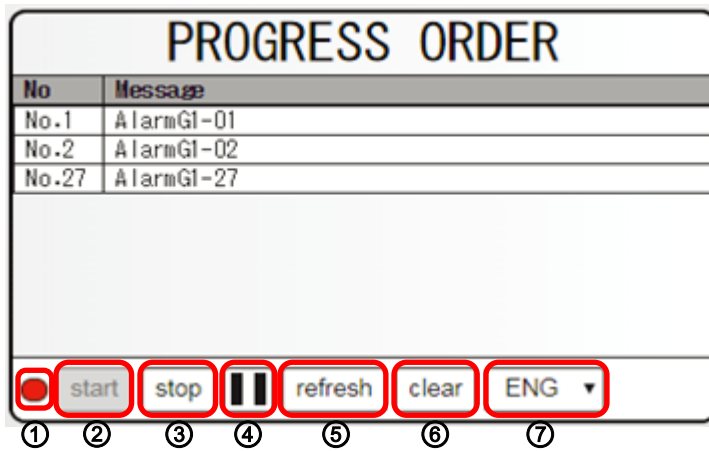 PROGRESS ORDER
No Message
No.1 AlarmG1-01
No.2 AlarmG1-02
No.27 AlarmG1-27
start stop refresh clear ENG ▼
① ② ③ ④ ⑤ ⑥ ⑦